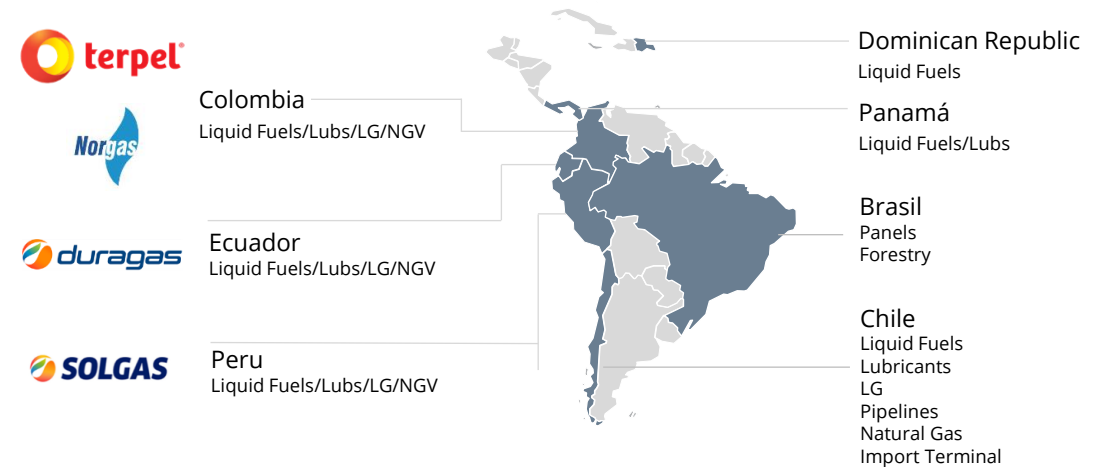 terpel
Norgas
duragas
SOLGAS
Colombia
Liquid Fuels/Lubs/LG/NGV
Ecuador
Liquid Fuels/Lubs/LG/NGV
Peru
Liquid Fuels/Lubs/LG/NGV
Dominican Republic
Liquid Fuels
Panamá
Liquid Fuels/Lubs
Brasil
Panels
Forestry
Chile
Liquid Fuels
Lubricants
LG
Pipelines
Natural Gas
Import Terminal